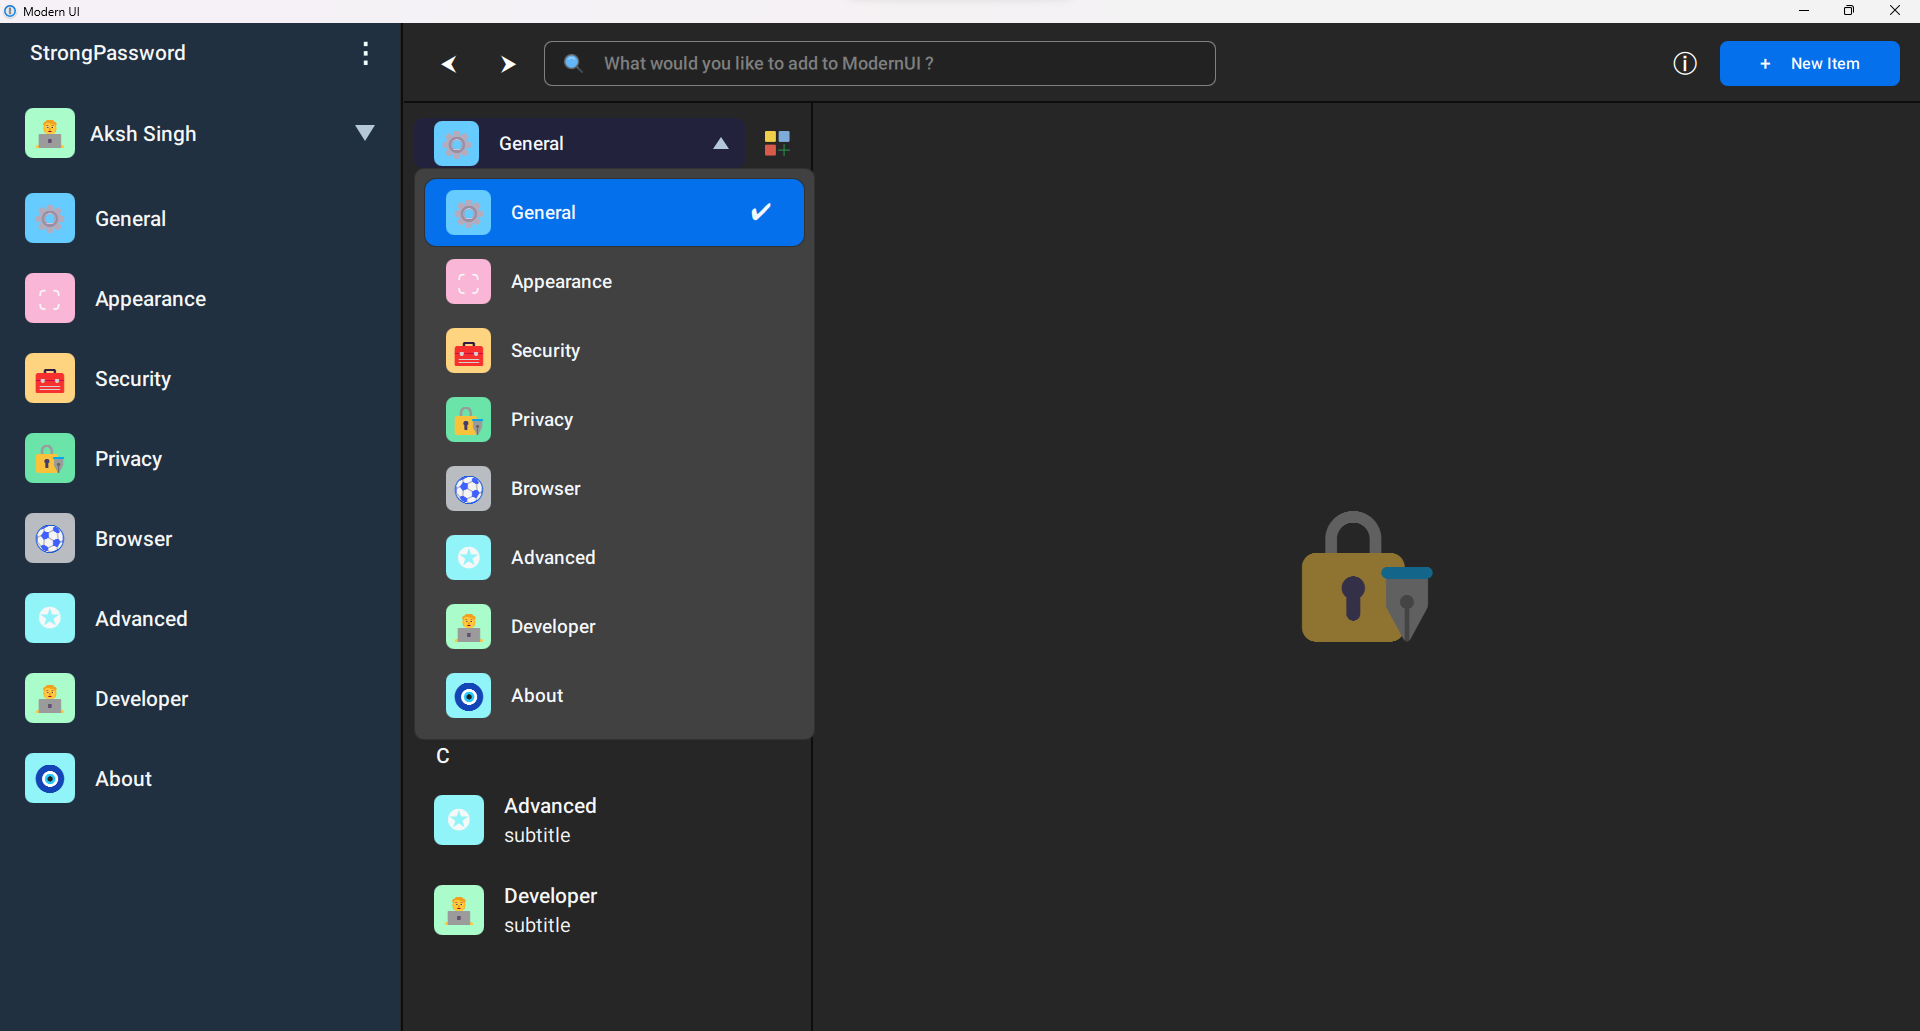 Modern UI
StrongPassword
What would you like to add to ModernUI ?
+ New Item
Aksh Singh
General
Appearance
Security
Privacy
Browser
Advanced
Developer
About
General
General
Appearance
Security
Privacy
Browser
Advanced
Developer
About
C
Advanced
subtitle
Developer
subtitle